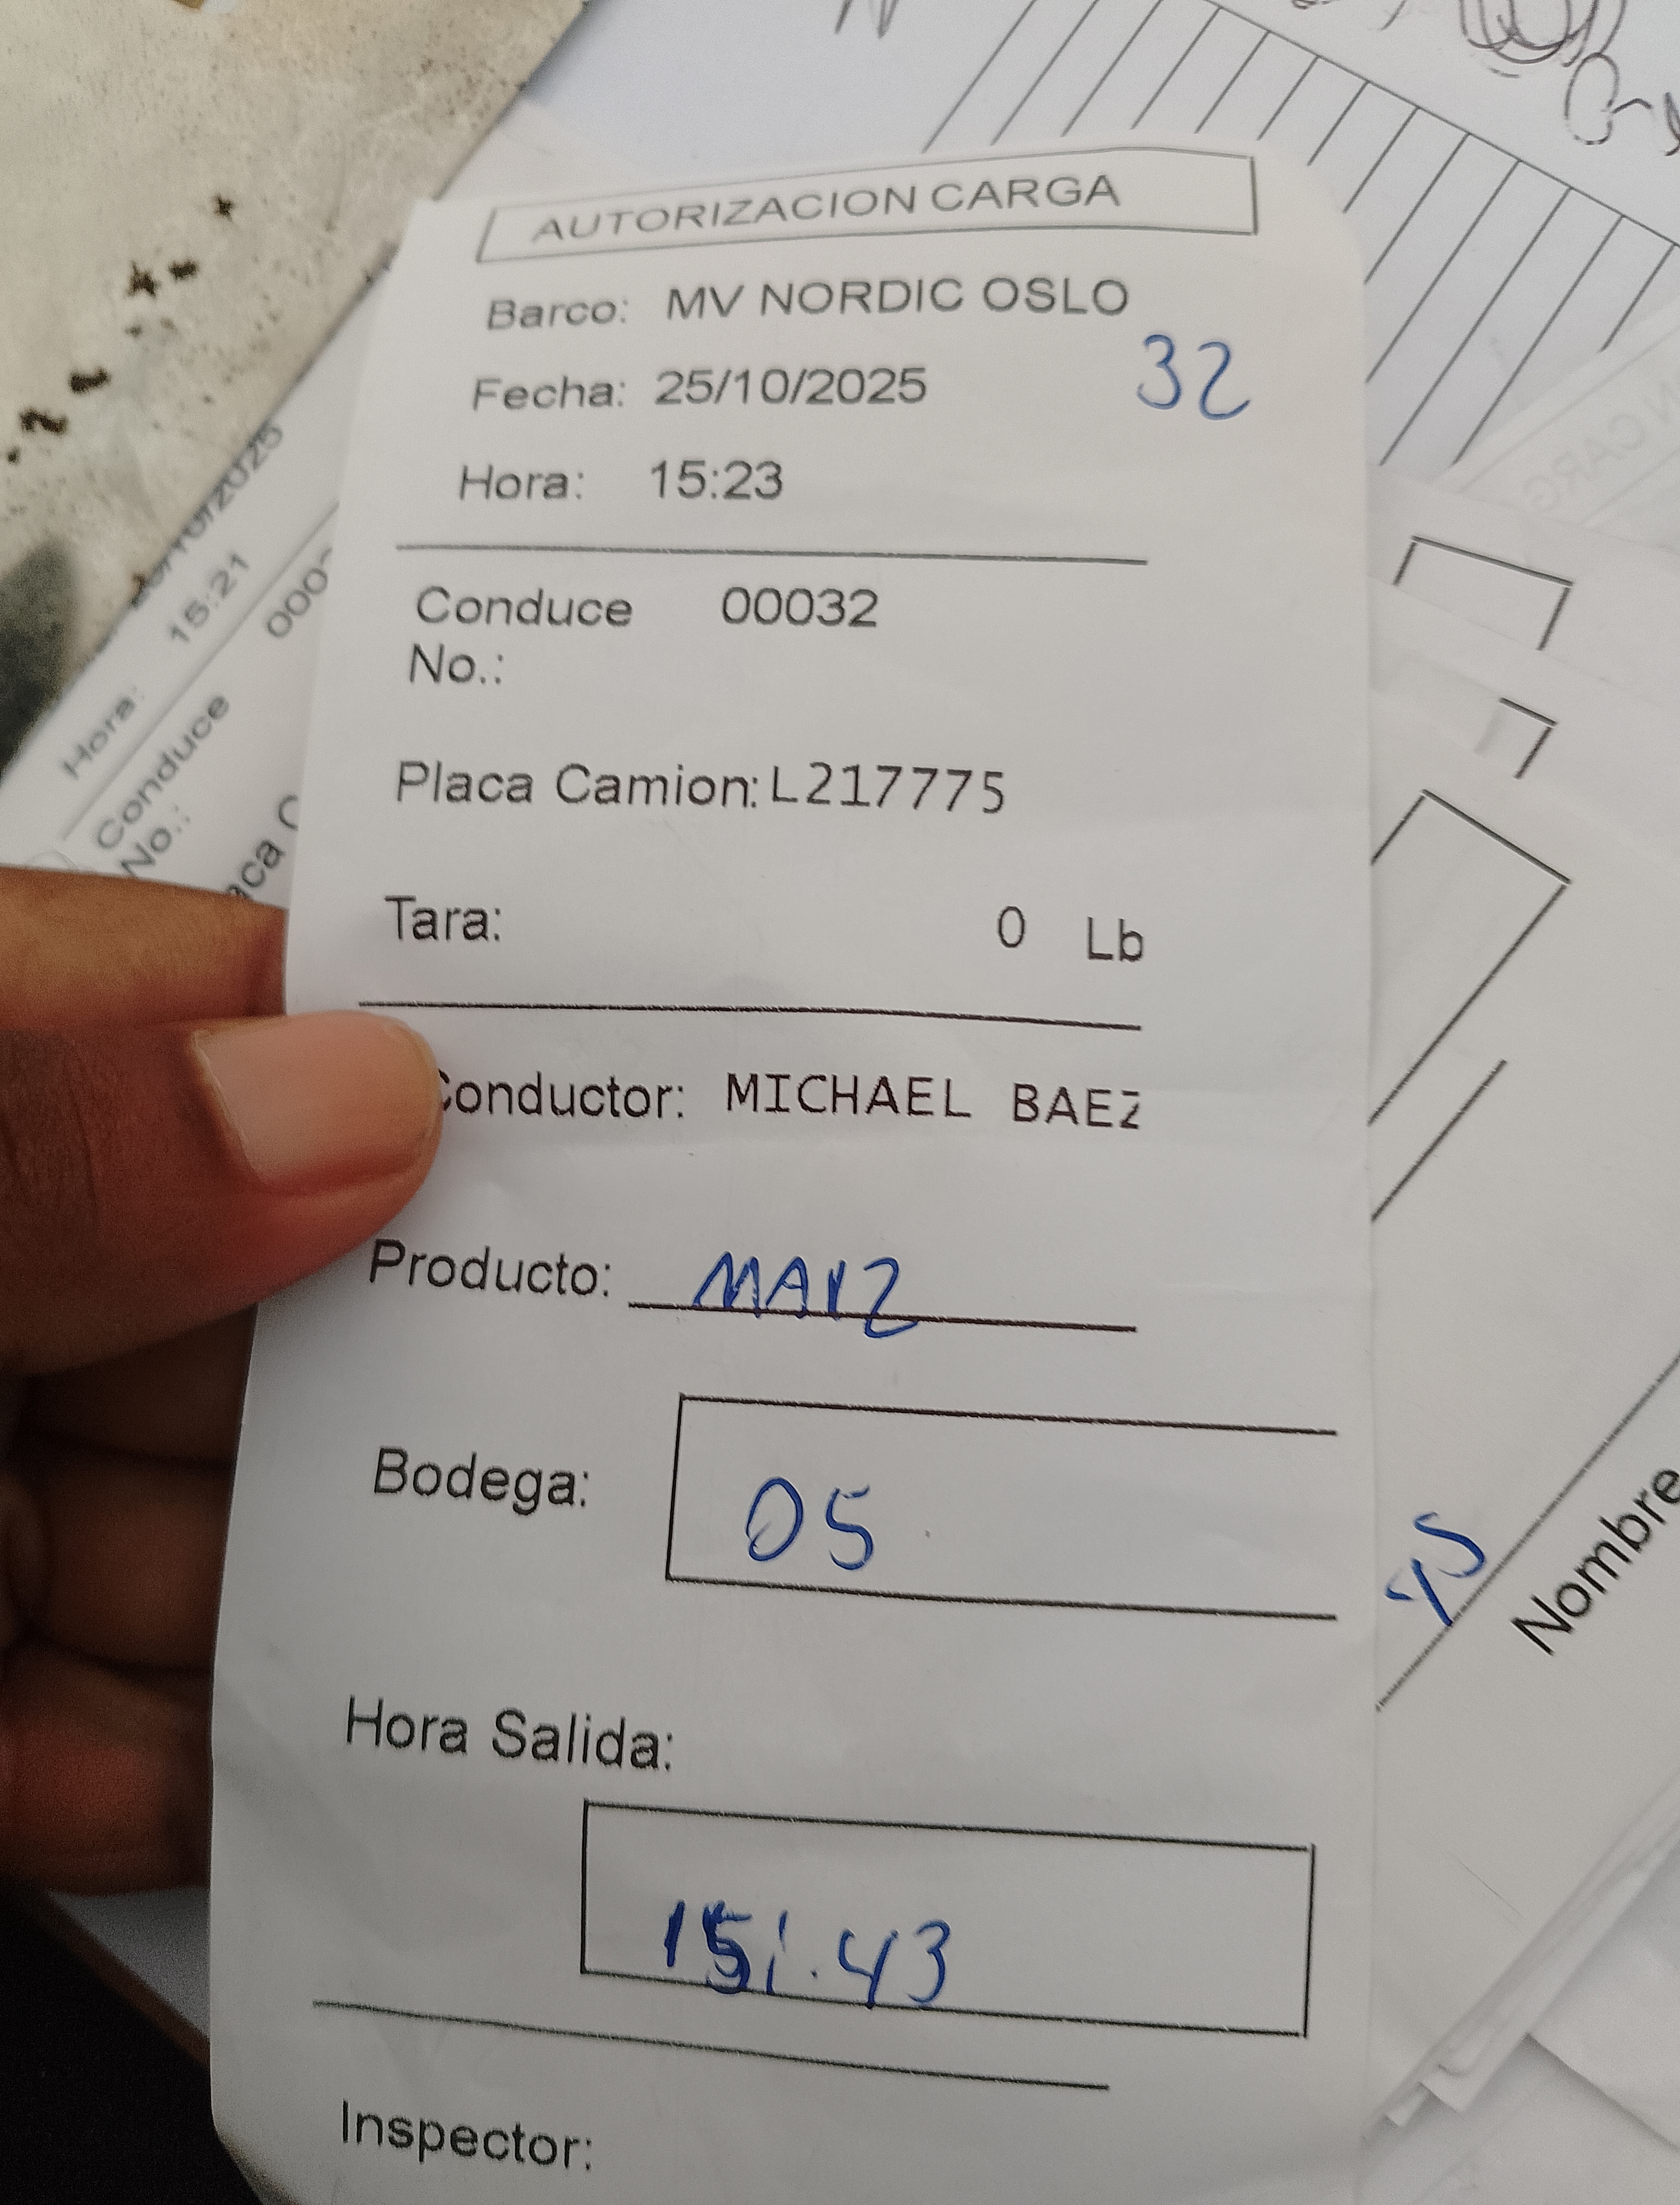 AUTORIZACION CARGA
Barco: MV NORDIC OSLO
32
Fecha: 25/10/2025
Hora: 15:23
Conduce 00032
No.:
Placa Camion: L217775
Tara: 0 Lb
Conductor: MICHAEL BAEZ
Producto: MAIZ
Bodega: 05
Hora Salida:
15:43
Inspector:
Hora: 15:21
Conduce
No.:
Nombre